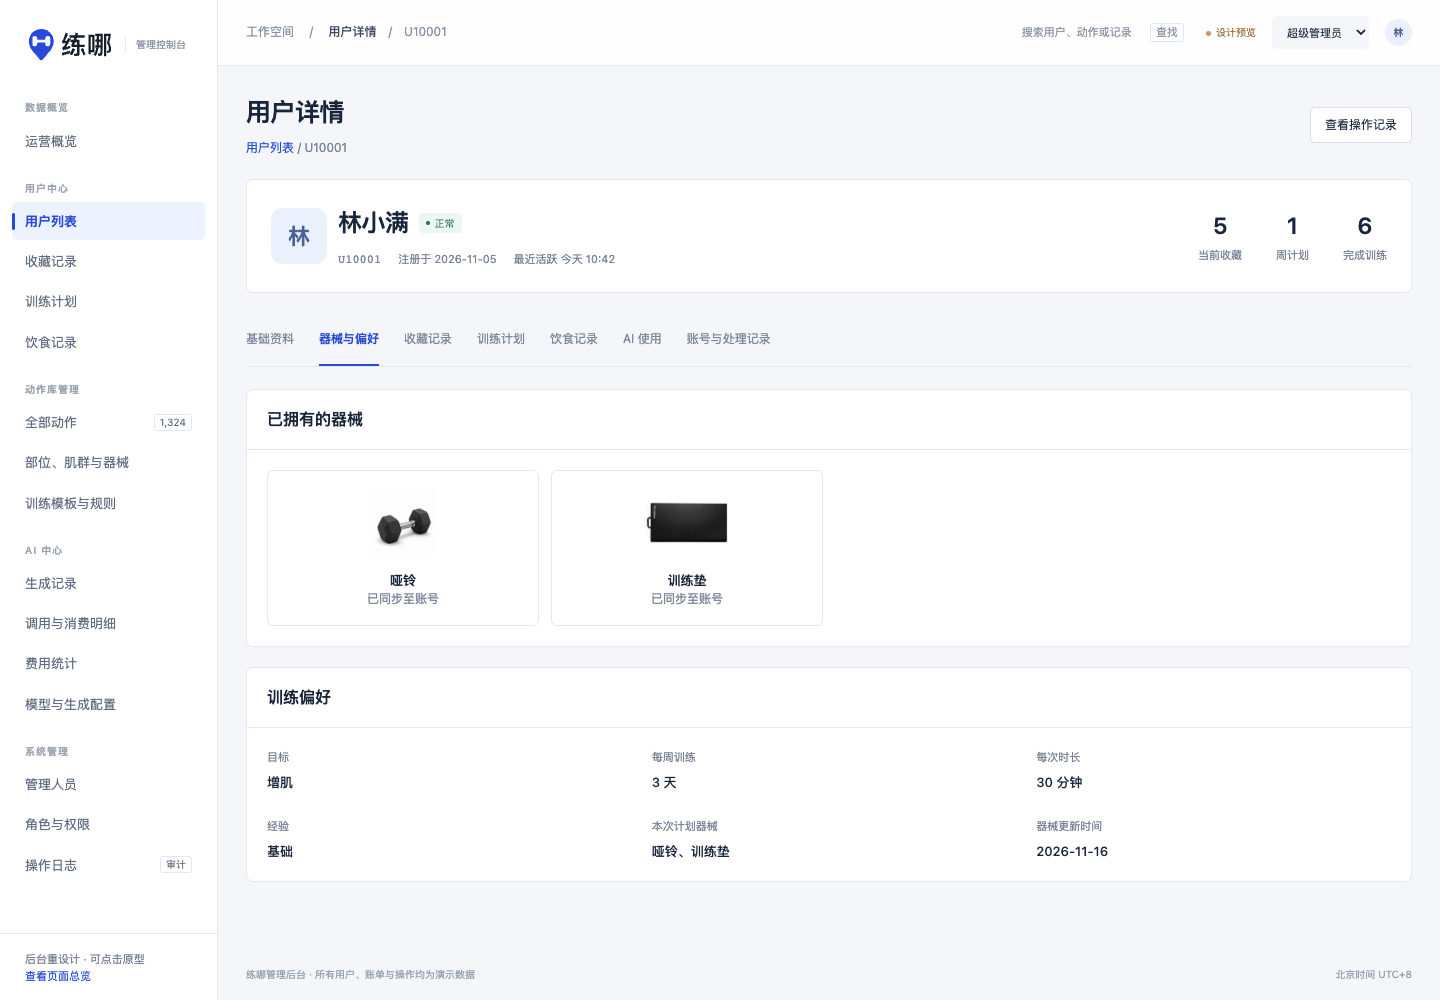 练哪 管理控制台
数据概览
运营概览
用户中心
用户列表
收藏记录
训练计划
饮食记录
动作库管理
全部动作 1,324
部位、肌群与器械
训练模板与规则
AI 中心
生成记录
调用与消费明细
费用统计
模型与生成配置
系统管理
管理人员
角色与权限
操作日志 审计
后台重设计 · 可点击原型
查看页面总览
工作空间 / 用户详情 / U10001
搜索用户、动作或记录 查找 设计预览 超级管理员 林
用户详情
用户列表 / U10001
查看操作记录
林
林小满 正常
U10001 注册于 2026-11-05 最近活跃 今天 10:42
5 1 6
当前收藏 周计划 完成训练
基础资料 器械与偏好 收藏记录 训练计划 饮食记录 AI 使用 账号与处理记录
已拥有的器械
哑铃 训练垫
已同步至账号 已同步至账号
训练偏好
目标 每周训练 每次时长
增肌 3 天 30 分钟
经验 本次计划器械 器械更新时间
基础 哑铃、训练垫 2026-11-16
练哪管理后台 · 所有用户、账单与操作均为演示数据
北京时间 UTC+8